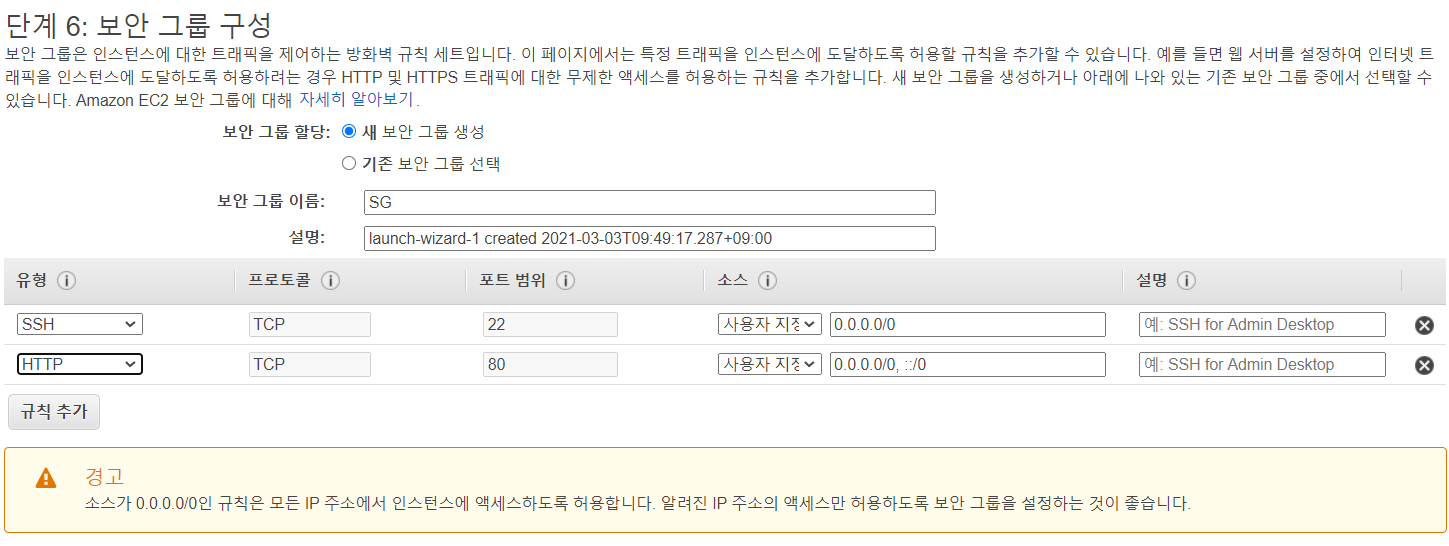 단계 6: 보안 그룹 구성
보안 그룹은 인스턴스에 대한 트래픽을 제어하는 방화벽 규칙 세트입니다. 이 페이지에서는 특정 트래픽을 인스턴스에 도달하도록 허용할 규칙을 추가할 수 있습니다. 예를 들면 웹 서버를 설정하여 인터넷 트
래픽을 인스턴스에 도달하도록 허용하려는 경우 HTTP 및 HTTPS 트래픽에 대한 무제한 액세스를 허용하는 규칙을 추가합니다. 새 보안 그룹을 생성하거나 아래에 나와 있는 기존 보안 그룹 중에서 선택할 수
있습니다. Amazon EC2 보안 그룹에 대해 자세히 알아보기.
보안 그룹 할당: 새 보안 그룹 생성
기존 보안 그룹 선택
보안 그룹 이름: SG
설명: launch-wizard-1 created 2021-03-03T09:49:17.287+09:00
유형 프로토콜 포트 범위 소스 설명
SSH TCP 22 사용자 지정 0.0.0.0/0 예: SSH for Admin Desktop
HTTP TCP 80 사용자 지정 0.0.0.0/0, ::/0 예: SSH for Admin Desktop
규칙 추가
경고
소스가 0.0.0.0/0인 규칙은 모든 IP 주소에서 인스턴스에 액세스하도록 허용합니다. 알려진 IP 주소의 액세스만 허용하도록 보안 그룹을 설정하는 것이 좋습니다.